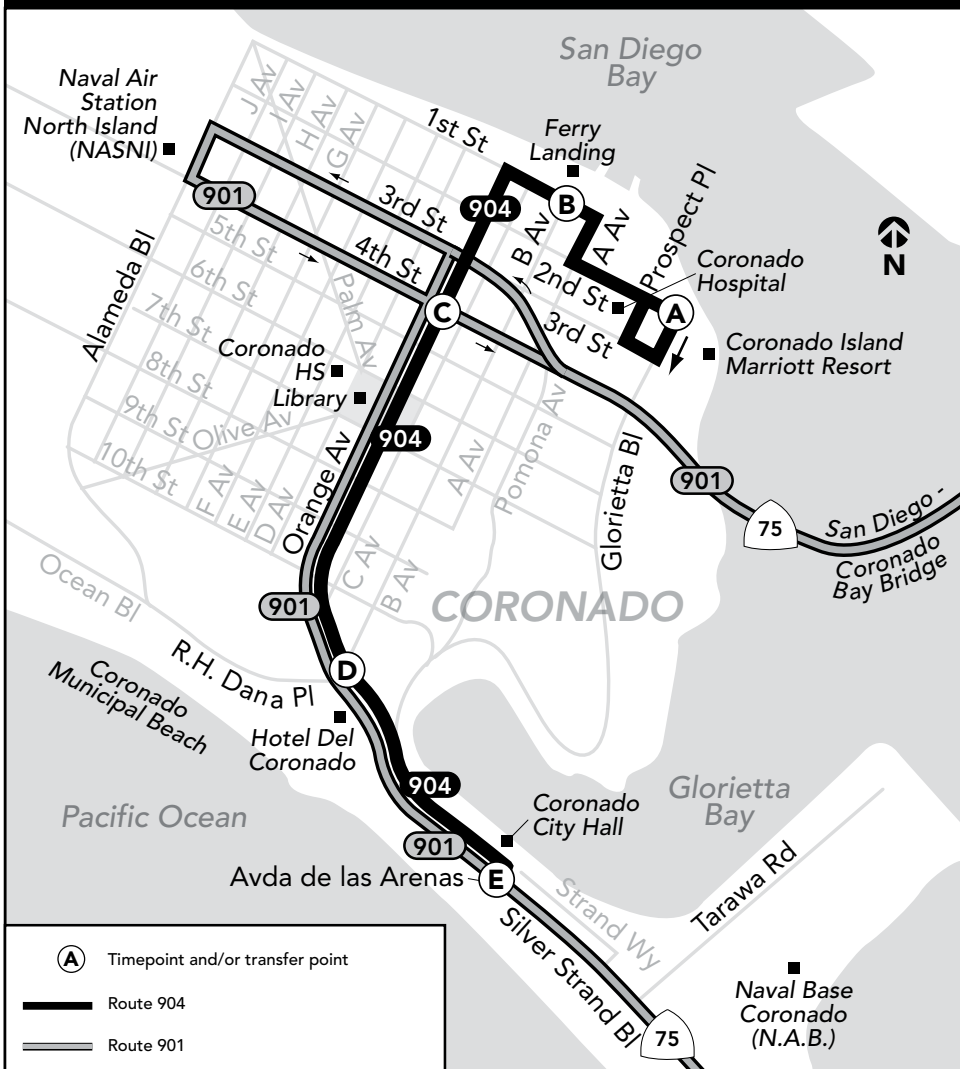 San Diego
Bay
Naval Air
Station
North Island
(NASNI)
J AV
I AV
H AV
G AV
1st St
Ferry
Landing
901
3rd St
904
B
B Av
A Av
Prospect Pl
N
5th St
4th St
2nd St
Coronado
Hospital
6th St
C
A
Alameda Bl
7th St
Palm Av
3rd St
Coronado Island
Marriott Resort
Coronado
HS
Library
8th St
9th St
Olive Av
10th St
904
F Av
E Av
D Av
Orange Av
A Av
Pomona Av
Glorietta Bl
901
75
San Diego -
Coronado
Bay Bridge
C AV
B AV
Ocean Bl
901
CORONADO
R.H. Dana Pl
D
Coronado
Municipal Beach
Hotel Del
Coronado
904
Coronado
City Hall
Glorietta
Bay
Pacific Ocean
901
Avda de las Arenas
E
Strand Wy
Tarawa Rd
Silver Strand Bl
Naval Base
Coronado
(N.A.B.)
75
A Timepoint and/or transfer point
Route 904
Route 901